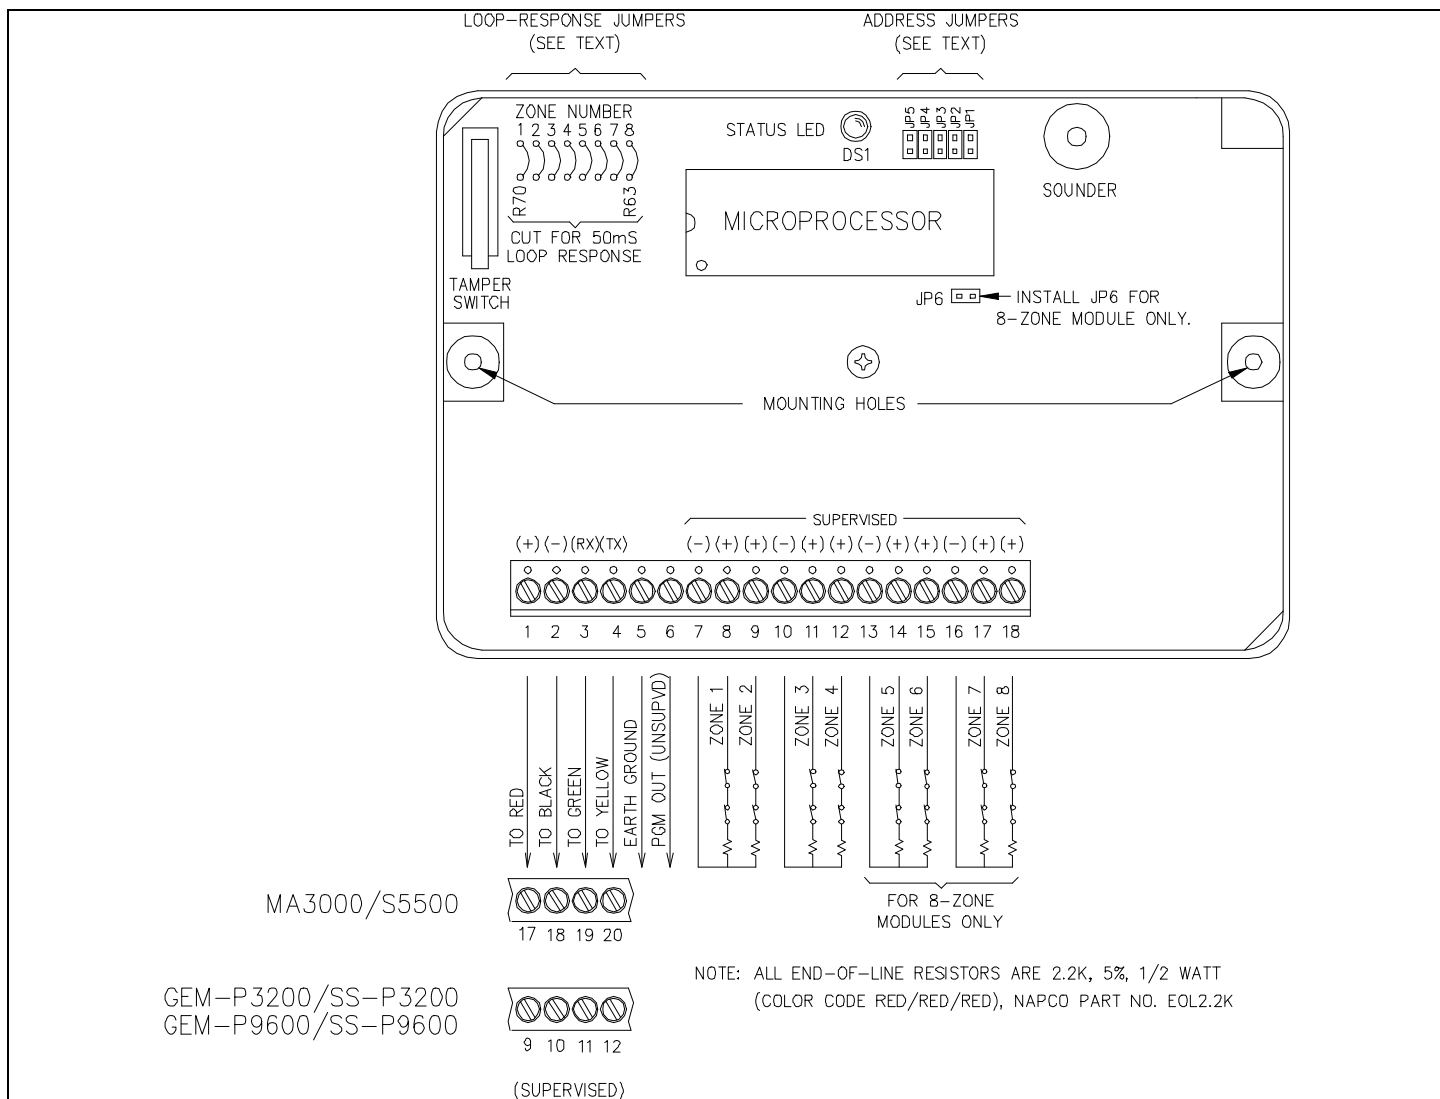 LOOP-RESPONSE JUMPERS
(SEE TEXT)
ADDRESS JUMPERS
(SEE TEXT)
ZONE NUMBER
1 2 3 4 5 6 7 8
R70
R63
CUT FOR 50mS
LOOP RESPONSE
TAMPER
SWITCH
STATUS LED
DS1
JP5
JP4
JP3
JP2
JP1
SOUNDER
MICROPROCESSOR
JP6
INSTALL JP6 FOR
8-ZONE MODULE ONLY.
MOUNTING HOLES
SUPERVISED
(+) (-) (RX) (TX) (-) (+) (+) (-) (+) (+) (-) (+) (+) (-) (+) (+)
1 2 3 4 5 6 7 8 9 10 11 12 13 14 15 16 17 18
TO RED
TO BLACK
TO GREEN
TO YELLOW
EARTH GROUND
PGM OUT (UNSUPVD)
ZONE 1
ZONE 2
ZONE 3
ZONE 4
ZONE 5
ZONE 6
ZONE 7
ZONE 8
FOR 8-ZONE
MODULES ONLY
MA3000/S5500
17 18 19 20
NOTE: ALL END-OF-LINE RESISTORS ARE 2.2K, 5%, 1/2 WATT
(COLOR CODE RED/RED/RED), NAPCO PART NO. EOL2.2K
GEM-P3200/SS-P3200
GEM-P9600/SS-P9600
9 10 11 12
(SUPERVISED)